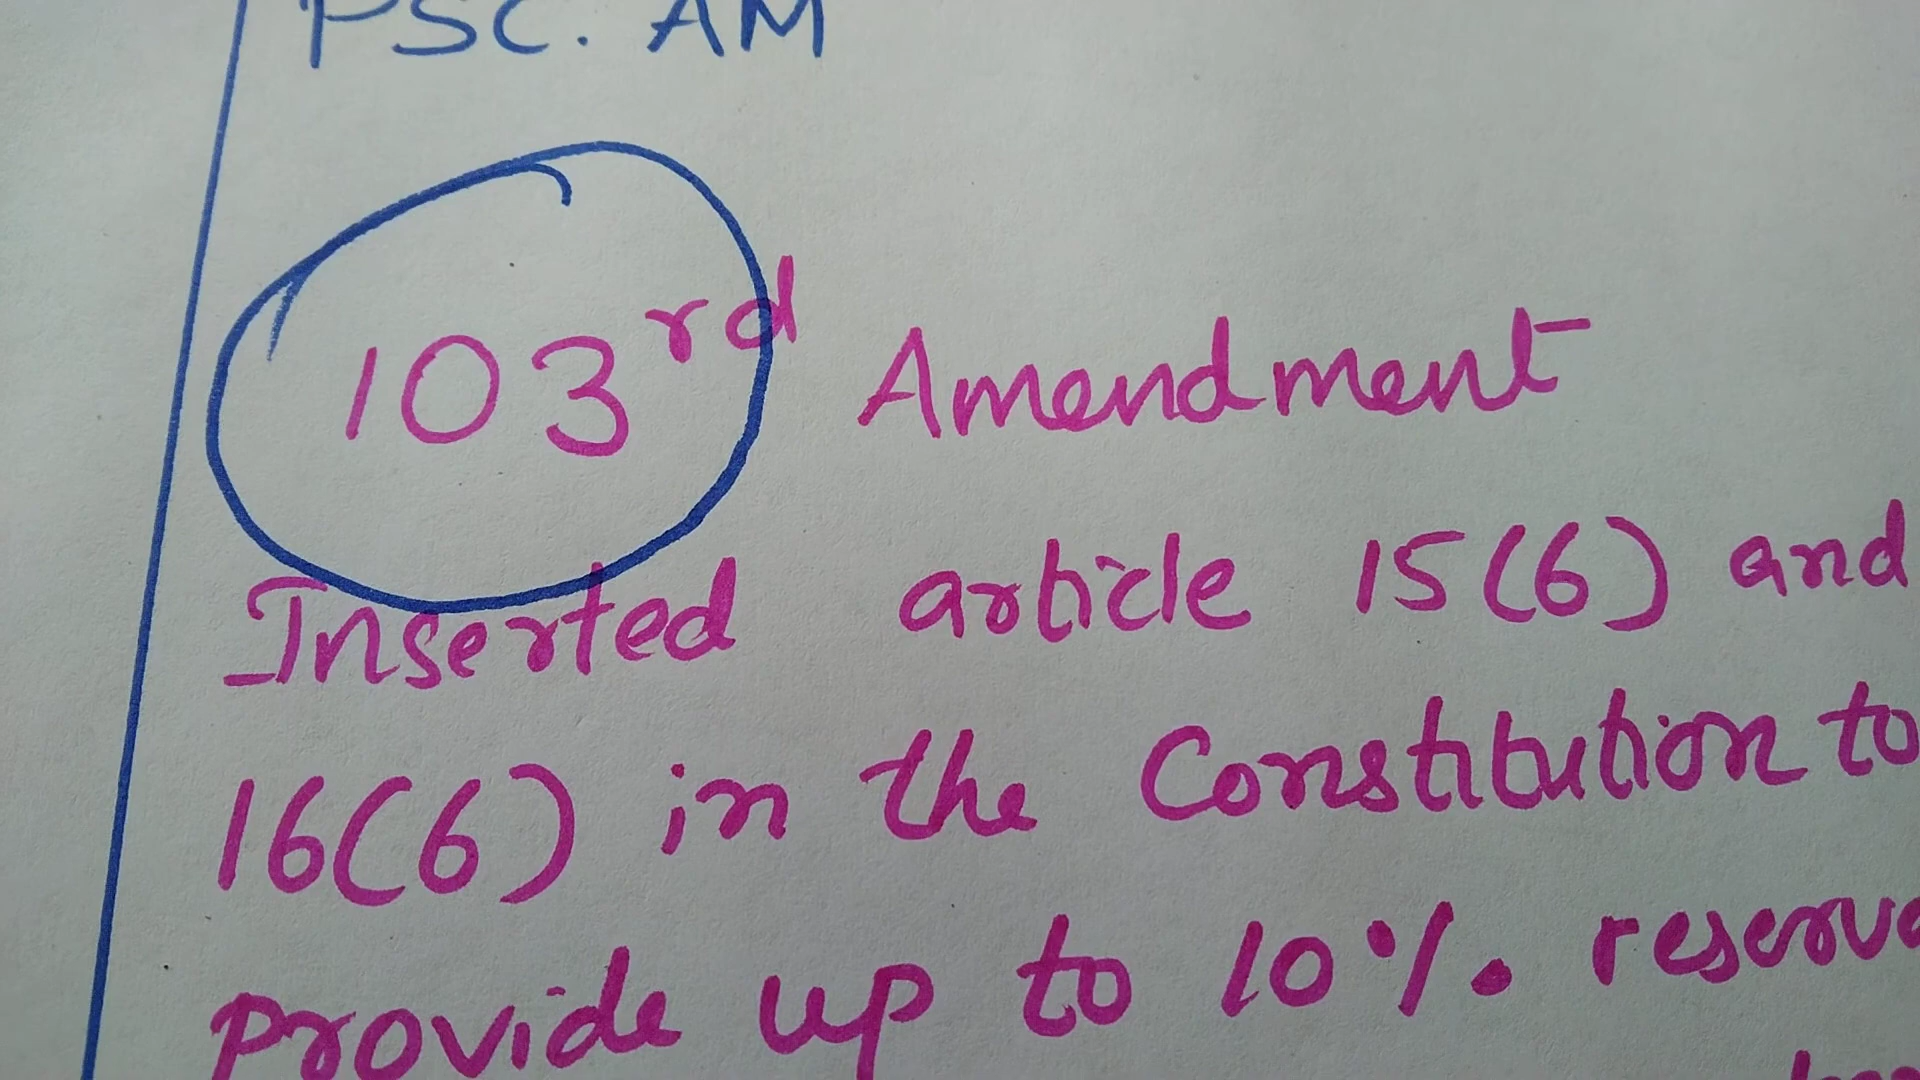 PSC. AM
103rd Amendment
Inserted article 15(6) and
16(6) in the Constitution to
Provide up to 10%. reserva